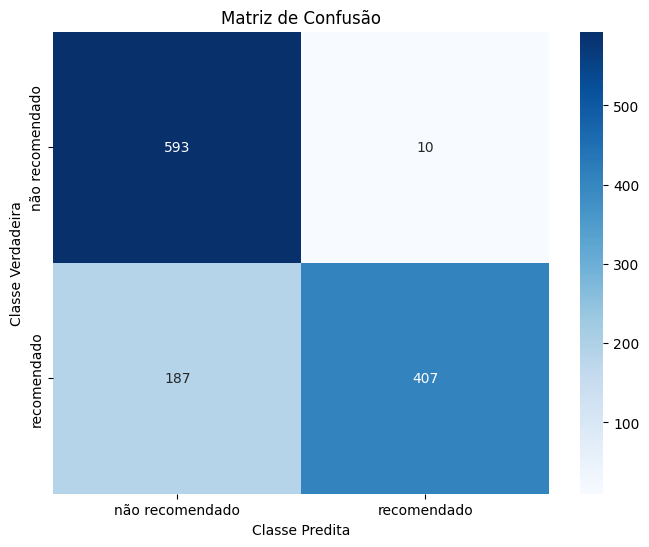 Matriz de Confusão
Classe Verdadeira
não recomendado
593
10
recomendado
187
407
não recomendado
recomendado
Classe Predita
500
400
300
200
100